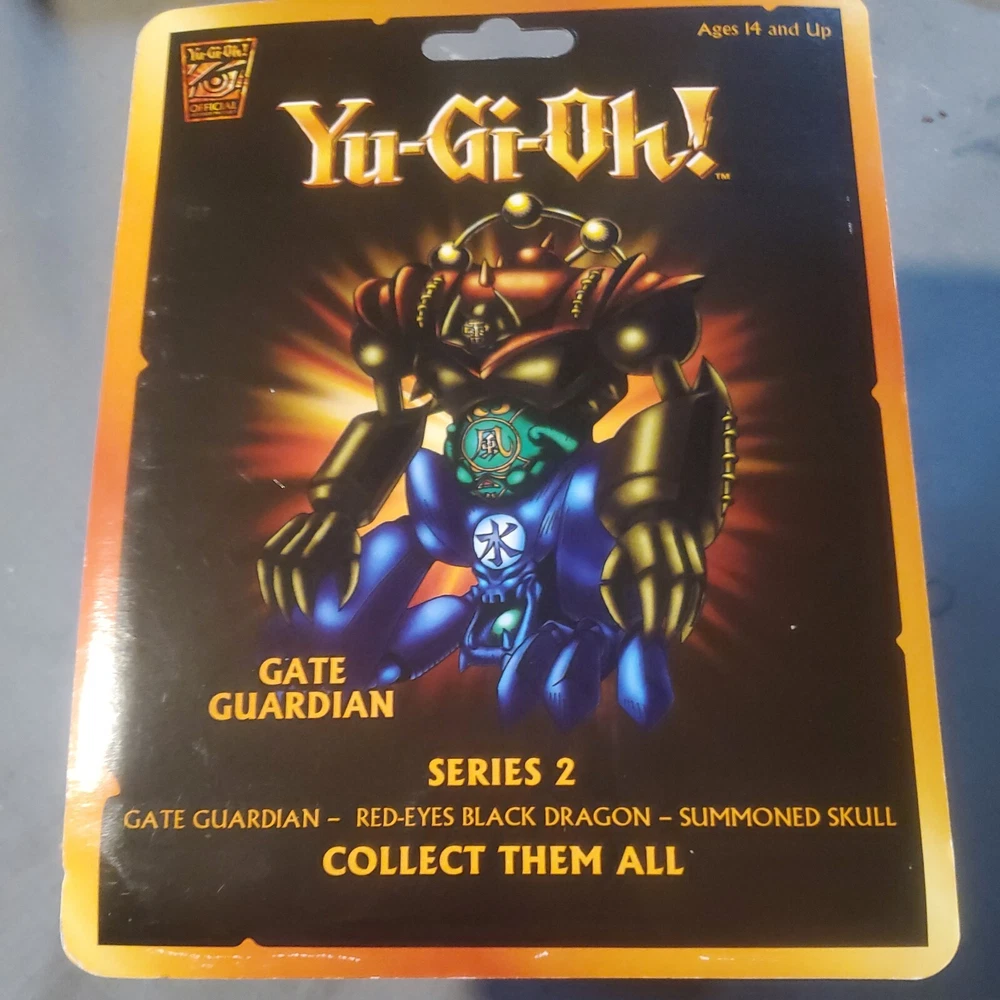 Ages 14 and Up
Yu-Gi-Oh!
OFFICIAL
Yu-Gi-Oh!
TM
風
水
GATE
GUARDIAN
SERIES 2
GATE GUARDIAN – RED-EYES BLACK DRAGON – SUMMONED SKULL
COLLECT THEM ALL